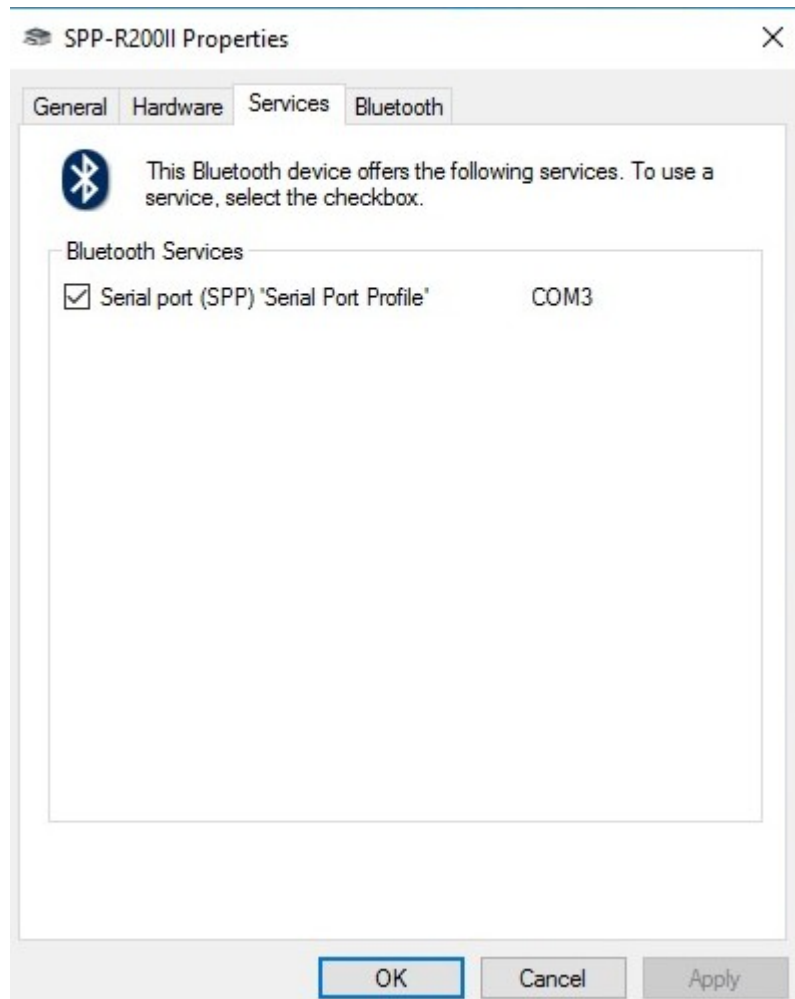 SPP-R200II Properties
General Hardware Services Bluetooth
This Bluetooth device offers the following services. To use a
service, select the checkbox.
Bluetooth Services
Serial port (SPP) 'Serial Port Profile' COM3
OK Cancel Apply